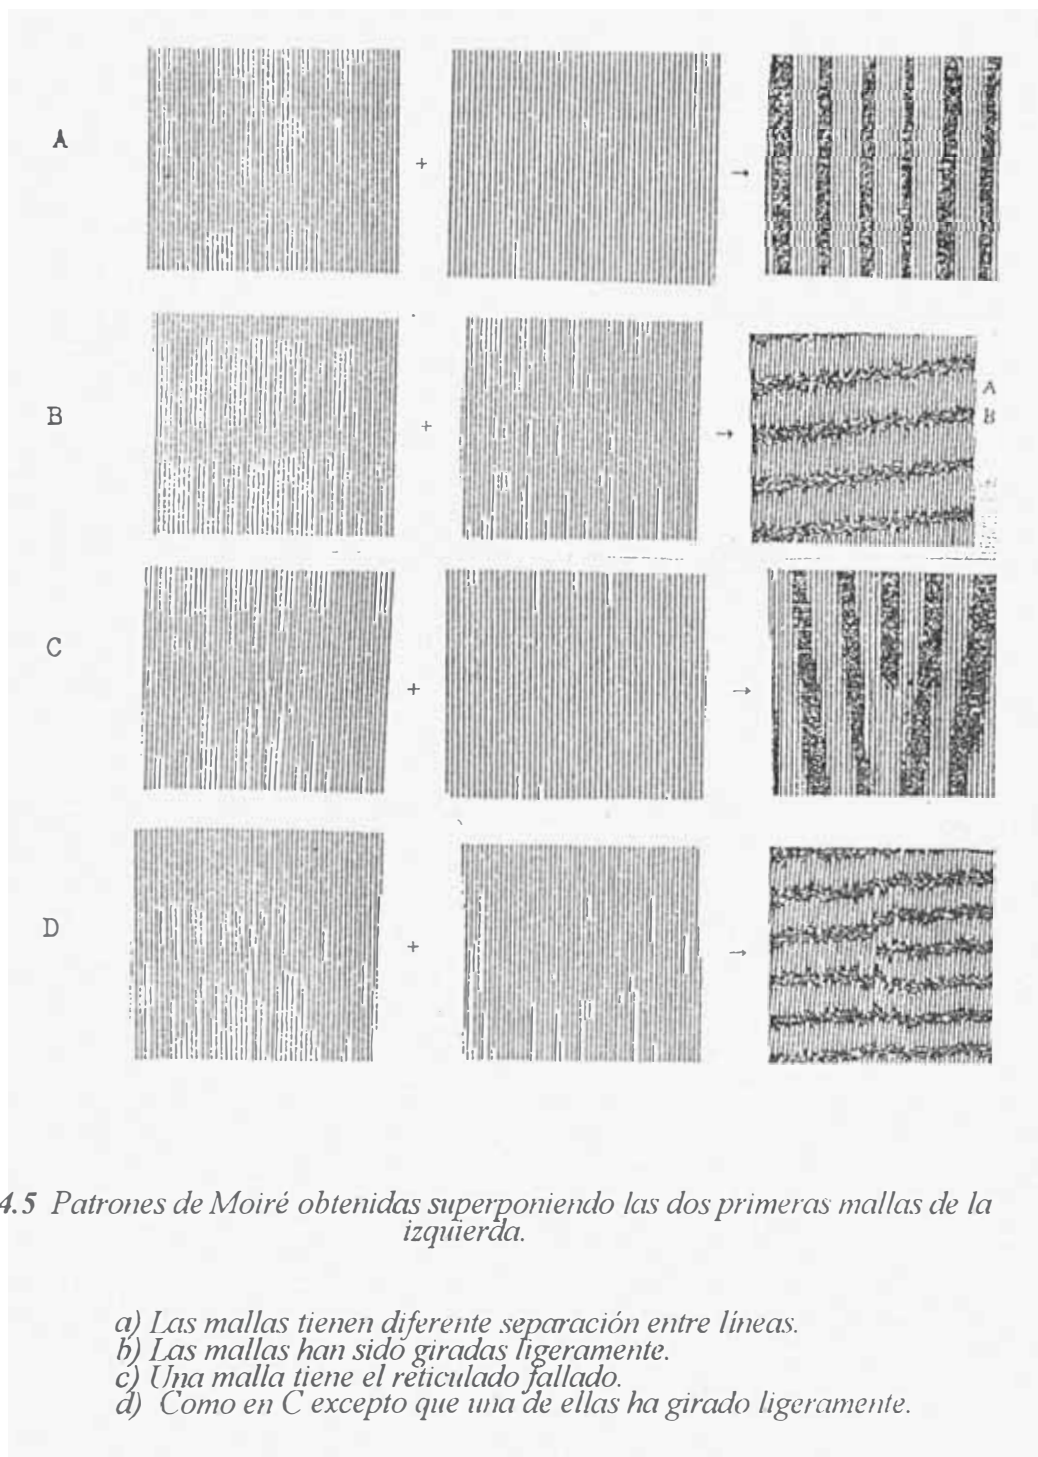 A
+
→
B
+
→
A
B
C
+
→
D
+
→
4.5 Patrones de Moiré obtenidas superponiendo las dos primeras mallas de la
izquierda.
a) Las mallas tienen diferente separación entre líneas.
b) Las mallas han sido giradas ligeramente.
c) Una malla tiene el reticulado fallado.
d) Como en C excepto que una de ellas ha girado ligeramente.